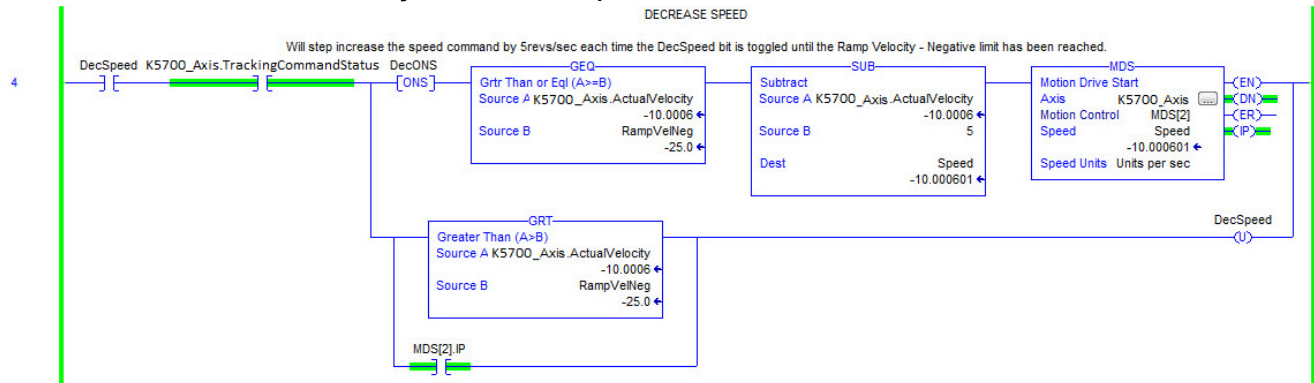 DECREASE SPEED
Will step increase the speed command by 5revs/sec each time the DecSpeed bit is toggled until the Ramp Velocity - Negative limit has been reached.
DecSpeed K5700_Axis.TrackingCommandStatus DecONS
4
ONS
GEQ
Grtr Than or Eql (A>=B)
Source A K5700_Axis.ActualVelocity
-10.0006
Source B RampVelNeg
-25.0
SUB
Subtract
Source A K5700_Axis.ActualVelocity
-10.0006
Source B 5
Dest Speed
-10.000601
MDS
Motion Drive Start
Axis K5700_Axis ...
Motion Control MDS[2]
Speed Speed
-10.000601
Speed Units Units per sec
EN
DN
ER
IP
GRT
Greater Than (A>B)
Source A K5700_Axis.ActualVelocity
-10.0006
Source B RampVelNeg
-25.0
DecSpeed
U
MDS[2].IP